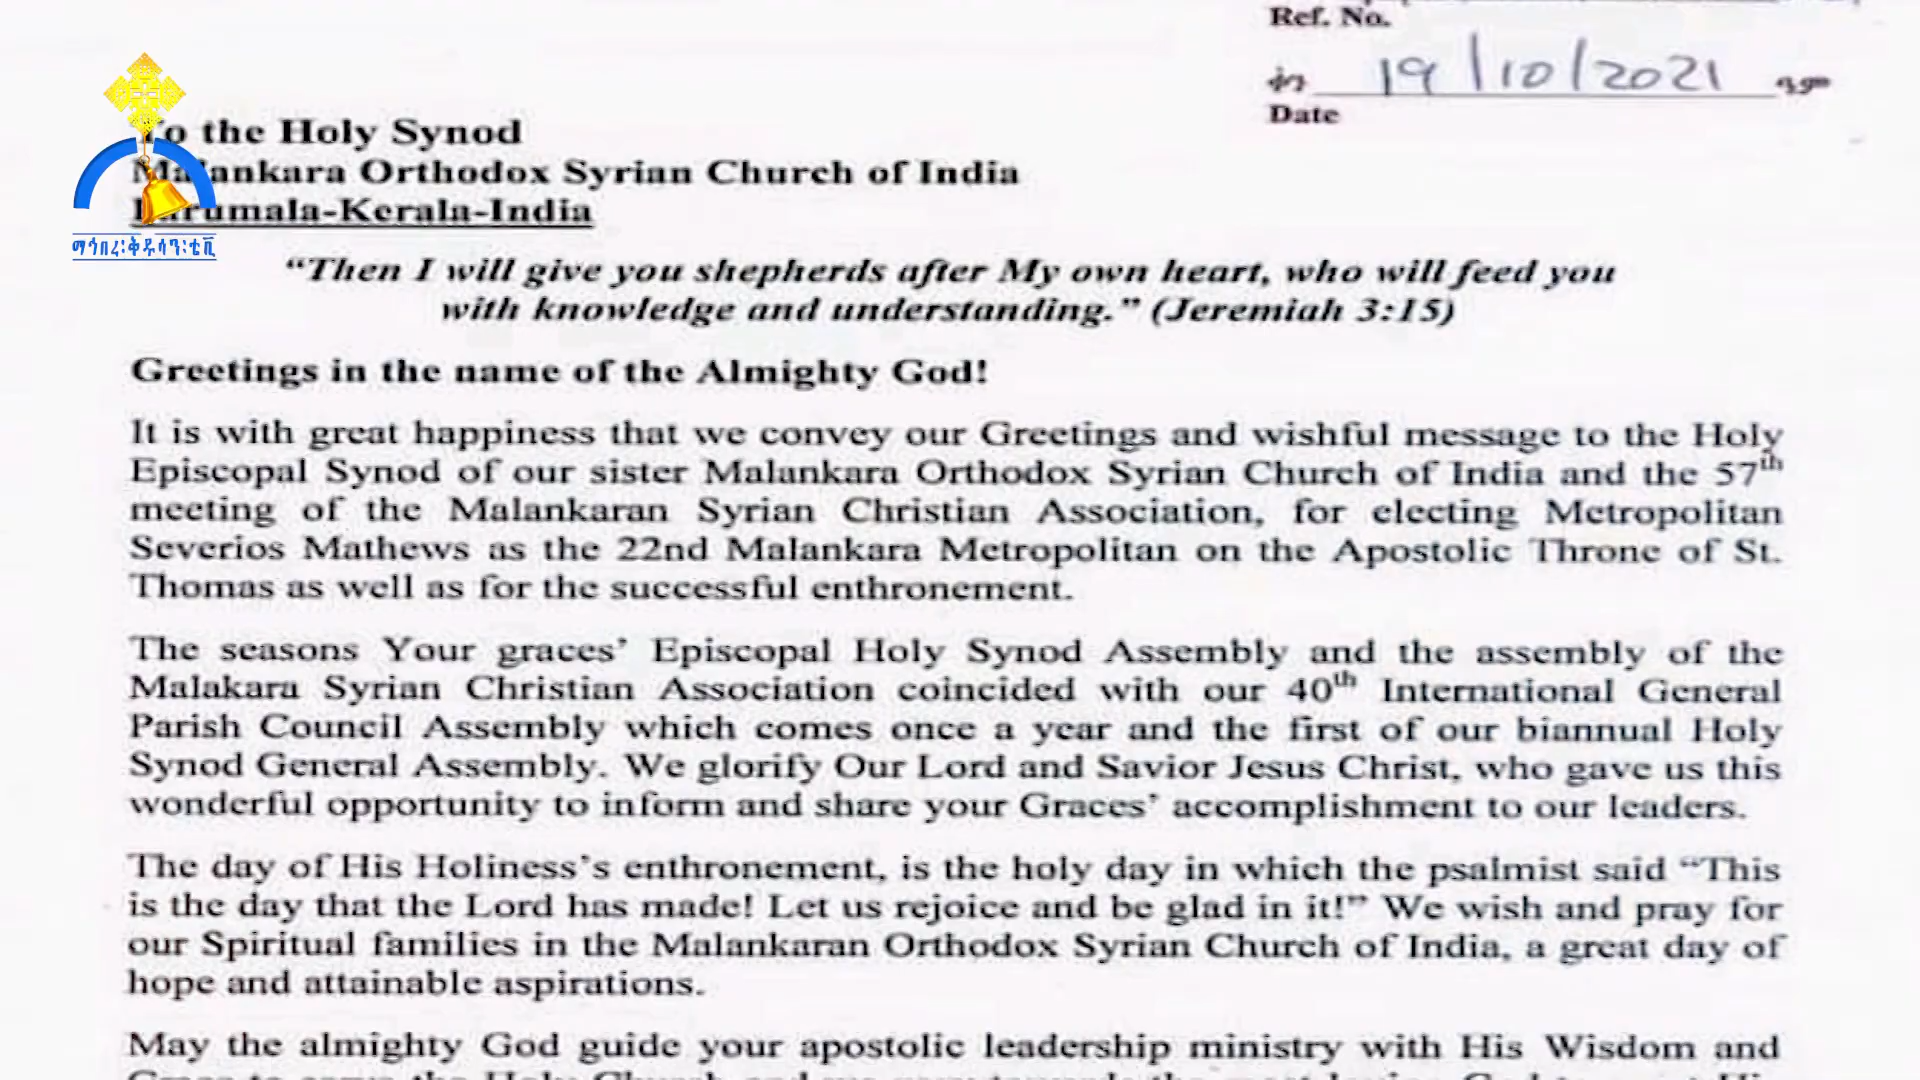 Ref. No.
ቀን 19/10/2021 ዓም
Date
To the Holy Synod
Malankara Orthodox Syrian Church of India
Parumala-Kerala-India
ማኅበረ፡ቅዱሳን፡ቴቪ
“Then I will give you shepherds after My own heart, who will feed you
with knowledge and understanding.” (Jeremiah 3:15)
Greetings in the name of the Almighty God!
It is with great happiness that we convey our Greetings and wishful message to the Holy
Episcopal Synod of our sister Malankara Orthodox Syrian Church of India and the 57th
meeting of the Malankaran Syrian Christian Association, for electing Metropolitan
Severios Mathews as the 22nd Malankara Metropolitan on the Apostolic Throne of St.
Thomas as well as for the successful enthronement.
The seasons Your graces’ Episcopal Holy Synod Assembly and the assembly of the
Malakara Syrian Christian Association coincided with our 40th International General
Parish Council Assembly which comes once a year and the first of our biannual Holy
Synod General Assembly. We glorify Our Lord and Savior Jesus Christ, who gave us this
wonderful opportunity to inform and share your Graces’ accomplishment to our leaders.
The day of His Holiness’s enthronement, is the holy day in which the psalmist said “This
is the day that the Lord has made! Let us rejoice and be glad in it!” We wish and pray for
our Spiritual families in the Malankaran Orthodox Syrian Church of India, a great day of
hope and attainable aspirations.
May the almighty God guide your apostolic leadership ministry with His Wisdom and